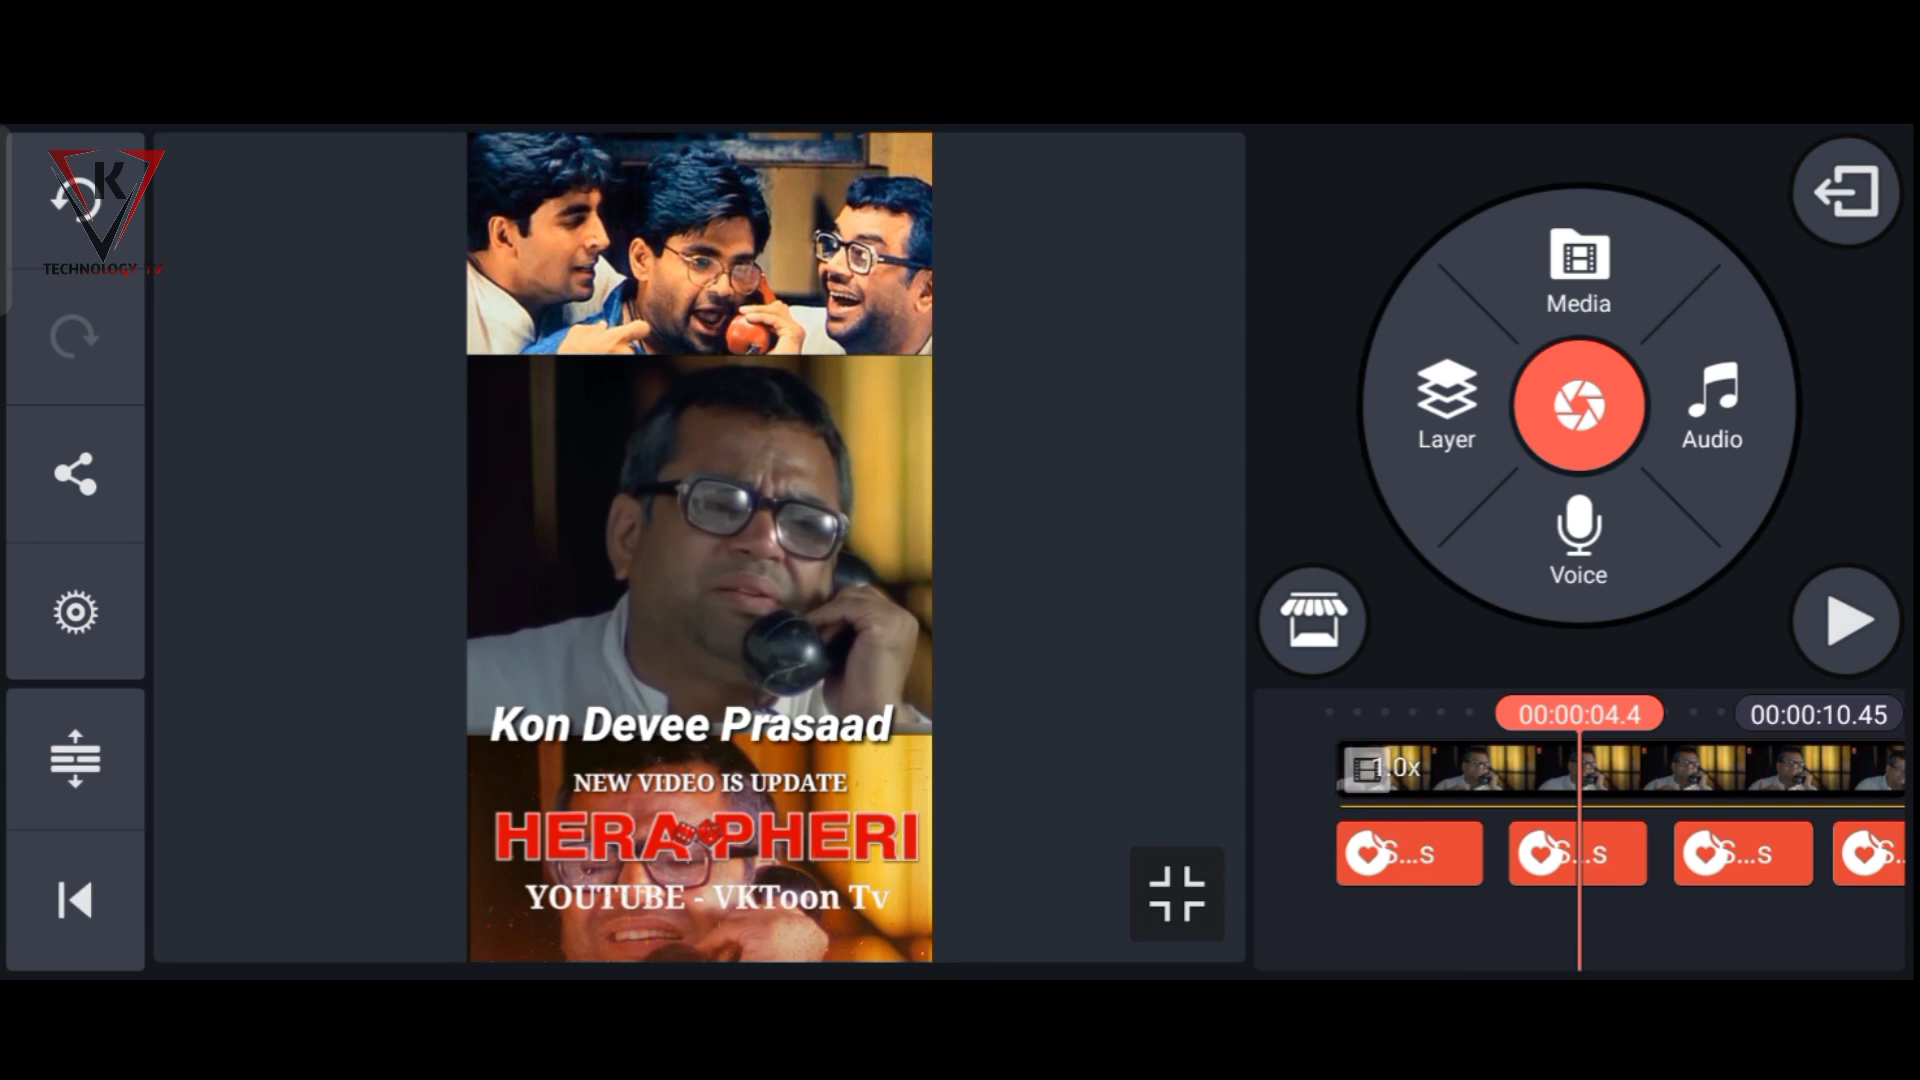 K
TECHNOLOGY TV
Kon Devee Prasaad
NEW VIDEO IS UPDATE
HERA PHERI
YOUTUBE - VKToon Tv
Media
Layer
Audio
Voice
00:00:04.4
00:00:10.45
1.0x
S...s
S...s
S...s
S..